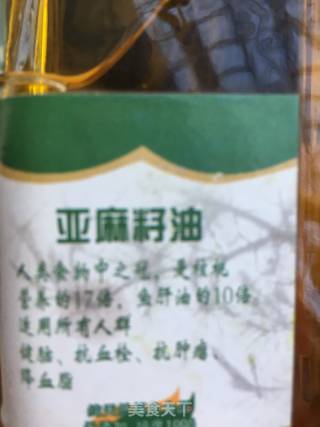 亚麻籽油
人类食物中之冠，是核桃
营养的17倍，鱼肝油的10倍
适用所有人群
健脑、抗血栓、抗肿瘤、
降血脂
美食天下